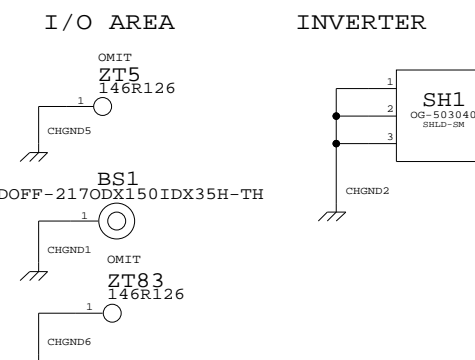 I/O AREA
INVERTER
OMIT
ZT5
146R126
1
CHGND5
BS1
DOFF-217ODX150IDX35H-TH
1
CHGND1
OMIT
ZT83
146R126
1
CHGND6
1
2
3
SH1
OG-503040
SHLD-SM
CHGND2